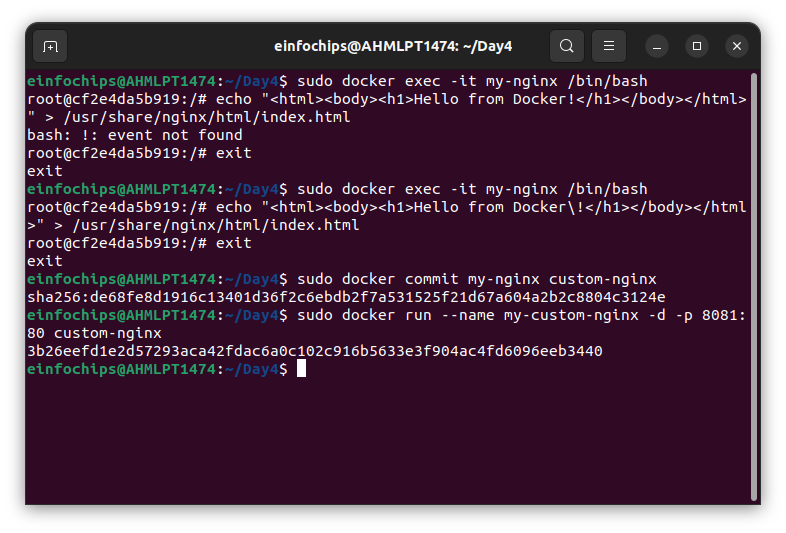 einfochips@AHMLPT1474: ~/Day4
einfochips@AHMLPT1474:~/Day4$ sudo docker exec -it my-nginx /bin/bash
root@cf2e4da5b919:/# echo "<html><body><h1>Hello from Docker!</h1></body></html>
" > /usr/share/nginx/html/index.html
bash: !: event not found
root@cf2e4da5b919:/# exit
exit
einfochips@AHMLPT1474:~/Day4$ sudo docker exec -it my-nginx /bin/bash
root@cf2e4da5b919:/# echo "<html><body><h1>Hello from Docker\!</h1></body></html
>" > /usr/share/nginx/html/index.html
root@cf2e4da5b919:/# exit
exit
einfochips@AHMLPT1474:~/Day4$ sudo docker commit my-nginx custom-nginx
sha256:de68fe8d1916c13401d36f2c6ebdb2f7a531525f21d67a604a2b2c8804c3124e
einfochips@AHMLPT1474:~/Day4$ sudo docker run --name my-custom-nginx -d -p 8081:
80 custom-nginx
3b26eefd1e2d57293aca42fdac6a0c102c916b5633e3f904ac4fd6096eeb3440
einfochips@AHMLPT1474:~/Day4$